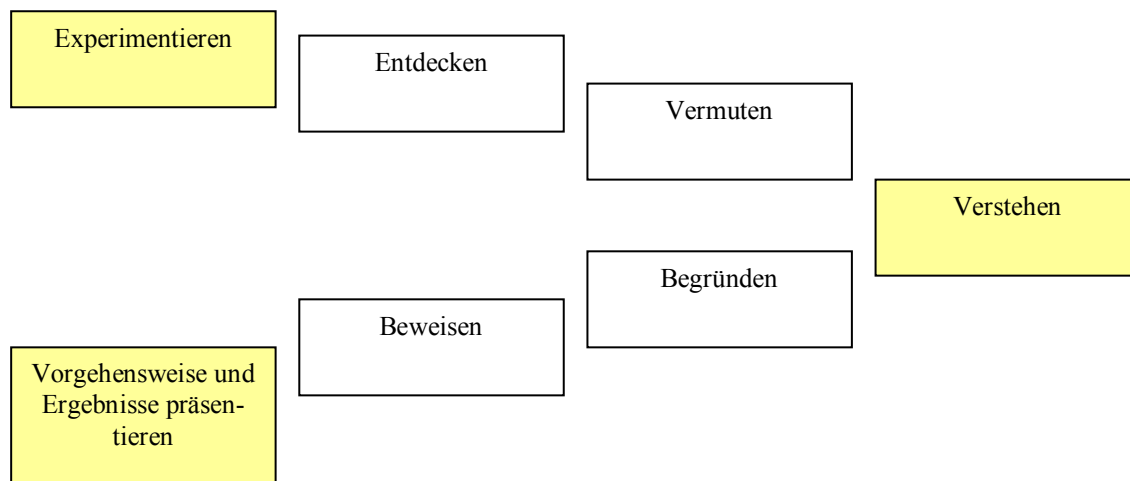 Experimentieren
Entdecken
Vermuten
Verstehen
Begründen
Beweisen
Vorgehensweise und
Ergebnisse präsen-
tieren